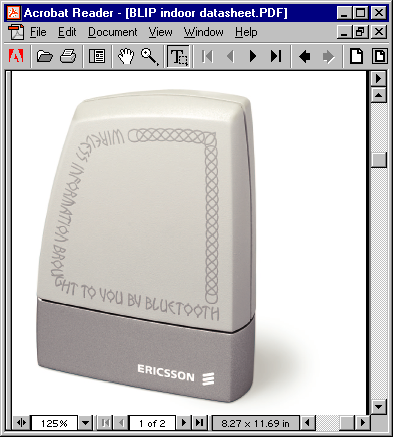 Acrobat Reader - [BLIP indoor datasheet.PDF]
File Edit Document View Window Help
WIRELESS INFORMATION BROUGHT TO YOU BY BLUETOOTH
ERICSSON
125%
1 of 2
8.27 x 11.69 in